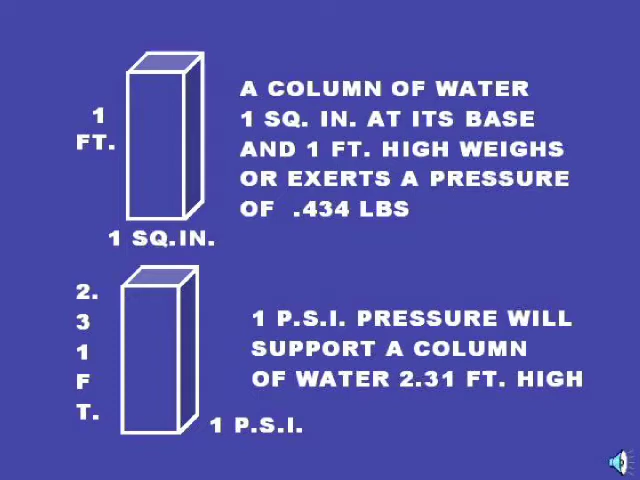 1
FT.
A COLUMN OF WATER
1 SQ. IN. AT ITS BASE
AND 1 FT. HIGH WEIGHS
OR EXERTS A PRESSURE
OF .434 LBS
1 SQ.IN.
2.
3
1
F
T.
1 P.S.I. PRESSURE WILL
SUPPORT A COLUMN
OF WATER 2.31 FT. HIGH
1 P.S.I.